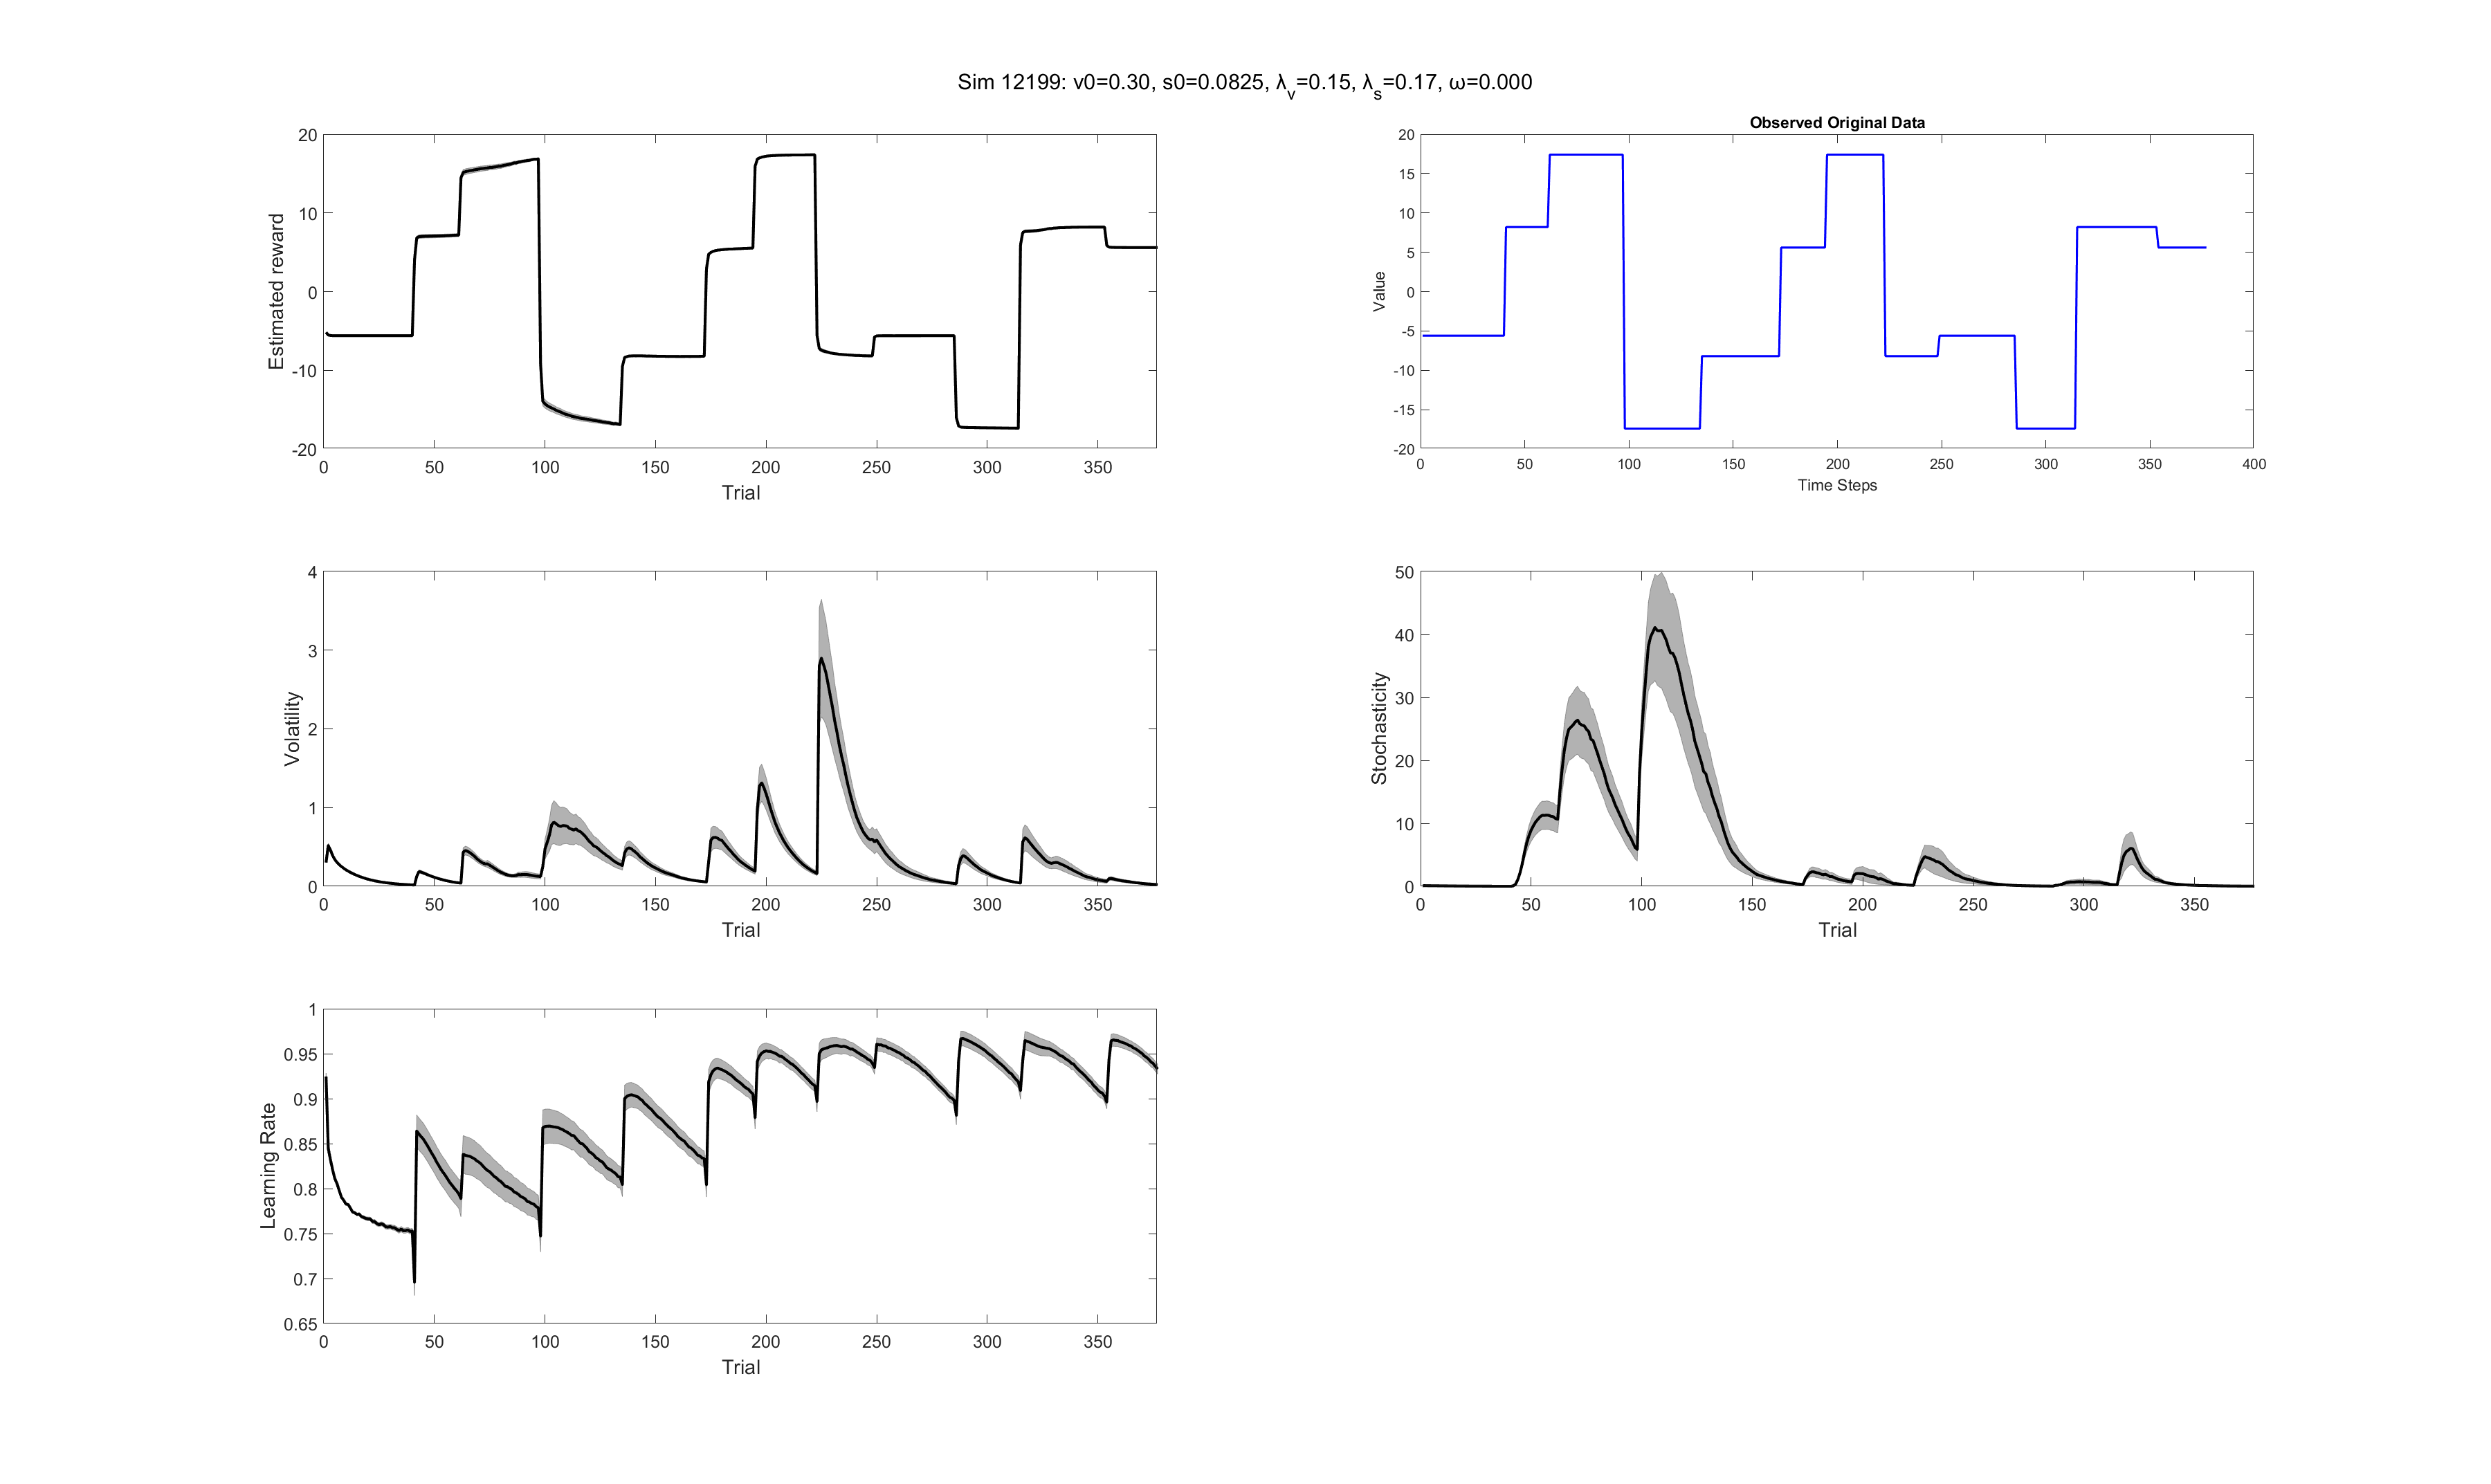 Sim 12199: v0=0.30, s0=0.0825, λv=0.15, λs=0.17, ω=0.000
20
10
0
-10
-20
Estimated reward
0 50 100 150 200 250 300 350
Trial
Observed Original Data
20
15
10
5
0
-5
-10
-15
-20
Value
0 50 100 150 200 250 300 350 400
Time Steps
4
3
2
1
0
Volatility
0 50 100 150 200 250 300 350
Trial
50
40
30
20
10
0
Stochasticity
0 50 100 150 200 250 300 350
Trial
1
0.95
0.9
0.85
0.8
0.75
0.7
0.65
Learning Rate
0 50 100 150 200 250 300 350
Trial